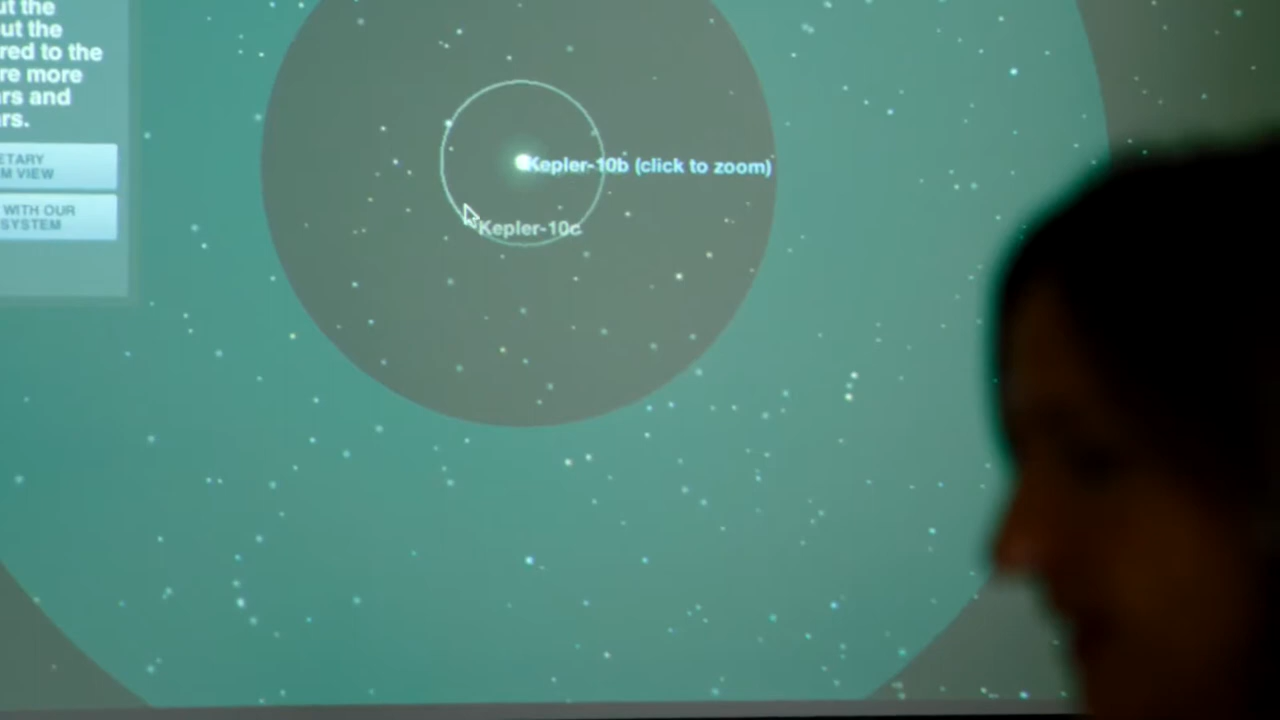 ut the
ut the
red to the
re more
rs and
rs.
ETARY
M VIEW
WITH OUR
SYSTEM
Kepler-10b (click to zoom)
Kepler-10c